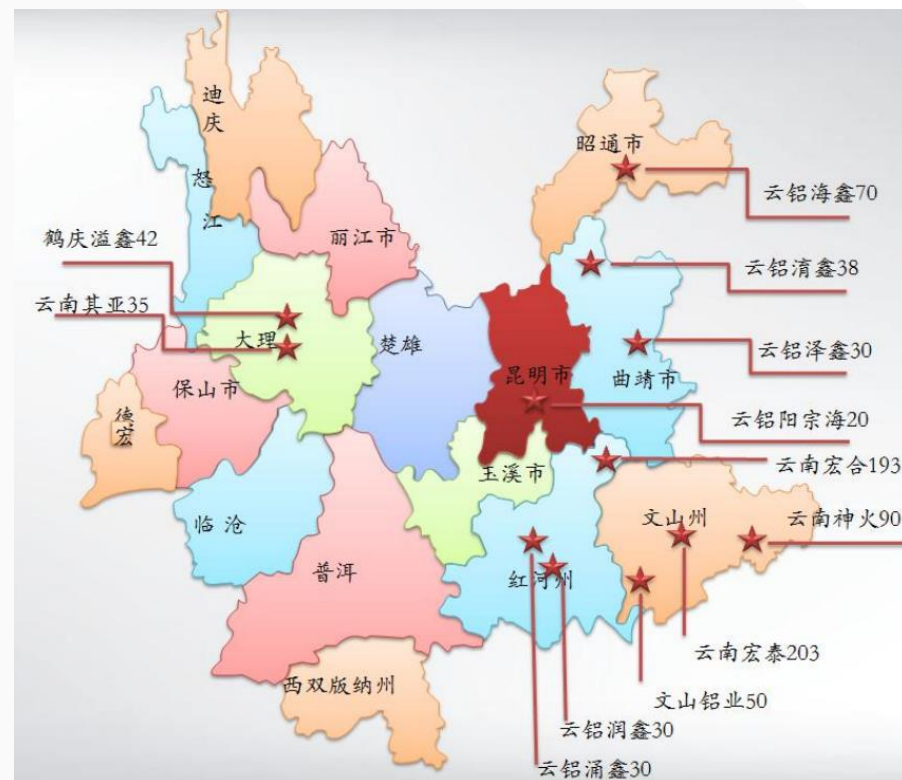 迪庆
昭通市
怒江
云铝海鑫70
丽江市
鹤庆溢鑫42
云铝淯鑫38
云南其亚35
大理
楚雄
云铝泽鑫30
保山市
昆明市
曲靖市
德宏
云铝阳宗海20
玉溪市
云南宏合193
临沧
文山州
云南神火90
普洱
红河州
云南宏泰203
西双版纳州
文山铝业50
云铝润鑫30
云铝涌鑫30